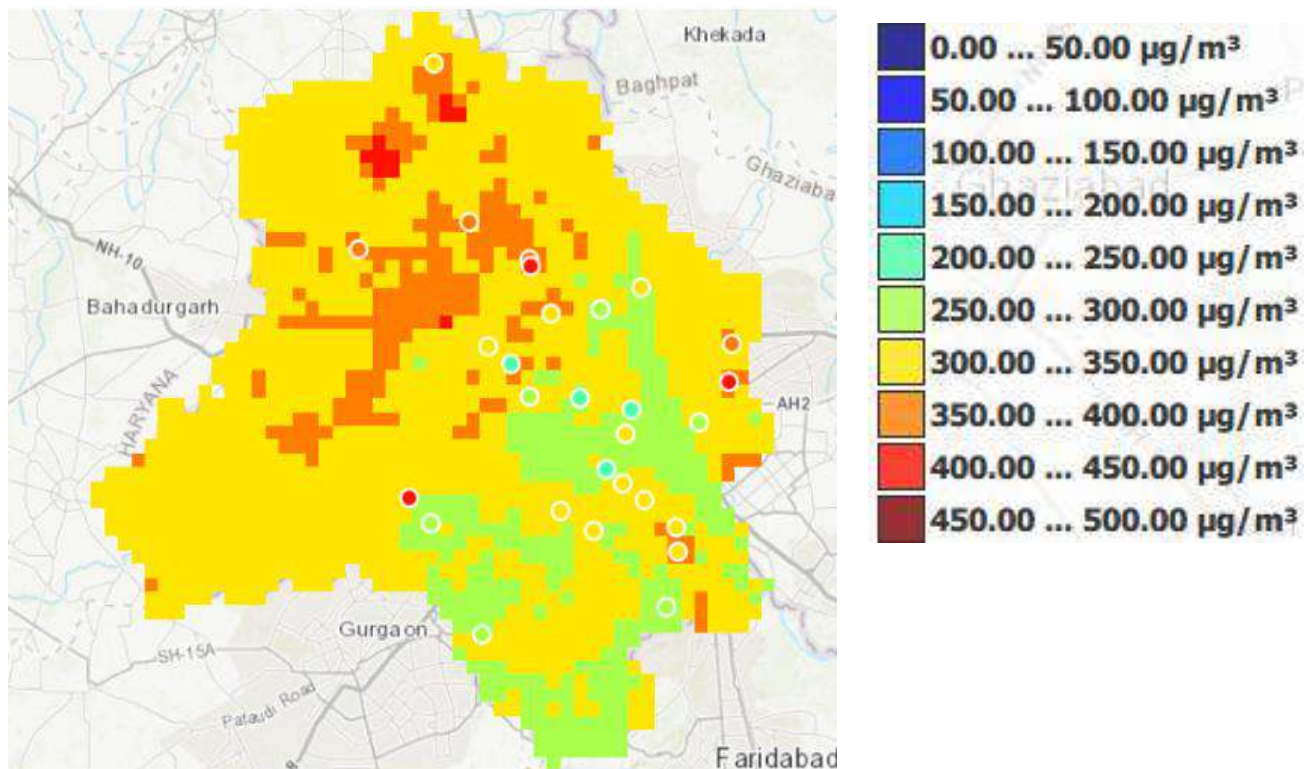 Khekada
Baghpat
Ghaziaba
NH-10
Bahadurgarh
HARYANA
AH2
Gurgaon
SH-15A
Pataudi Road
8
Faridabad
0.00 ... 50.00 µg/m³
50.00 ... 100.00 µg/m³
100.00 ... 150.00 µg/m³
Ghaziabad
150.00 ... 200.00 µg/m³
200.00 ... 250.00 µg/m³
250.00 ... 300.00 µg/m³
300.00 ... 350.00 µg/m³
350.00 ... 400.00 µg/m³
400.00 ... 450.00 µg/m³
450.00 ... 500.00 µg/m³